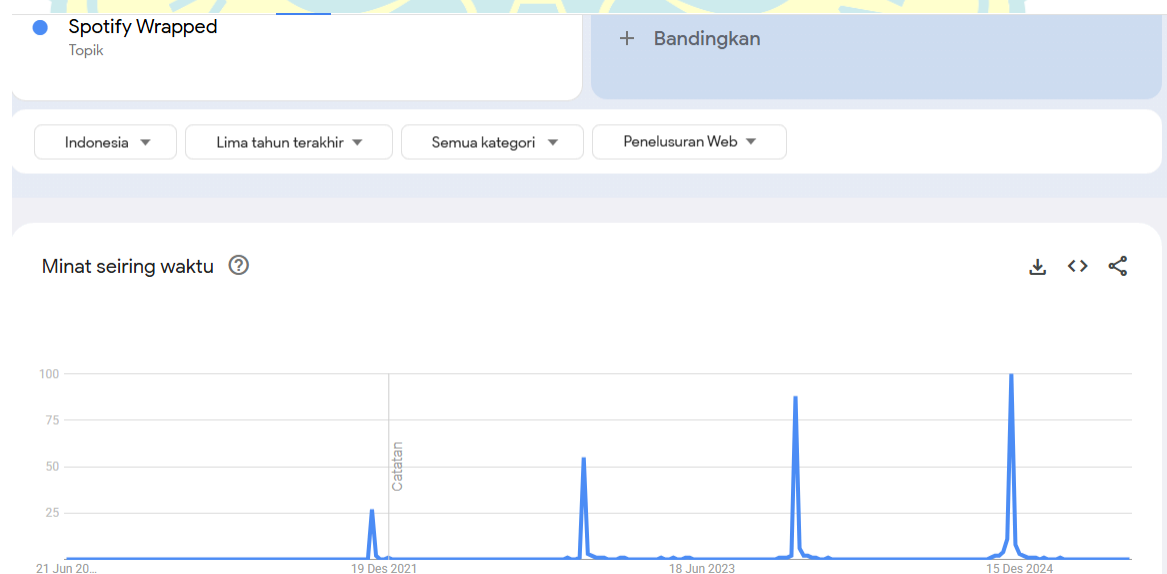 Spotify Wrapped
Topik
+ Bandingkan
Indonesia
Lima tahun terakhir
Semua kategori
Penelusuran Web
Minat seiring waktu
100
75
50
25
Catatan
21 Jun 20...
19 Des 2021
18 Jun 2023
15 Des 2024